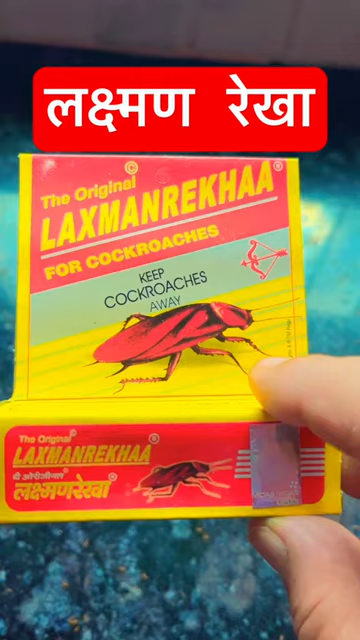 लक्ष्मण रेखा
The Original©
LAXMANREKHAA®
FOR COCKROACHES
KEEP
COCKROACHES
AWAY
The Original©
LAXMANREKHAA®
दी ओरीजीनल©
लक्ष्मणरेखा